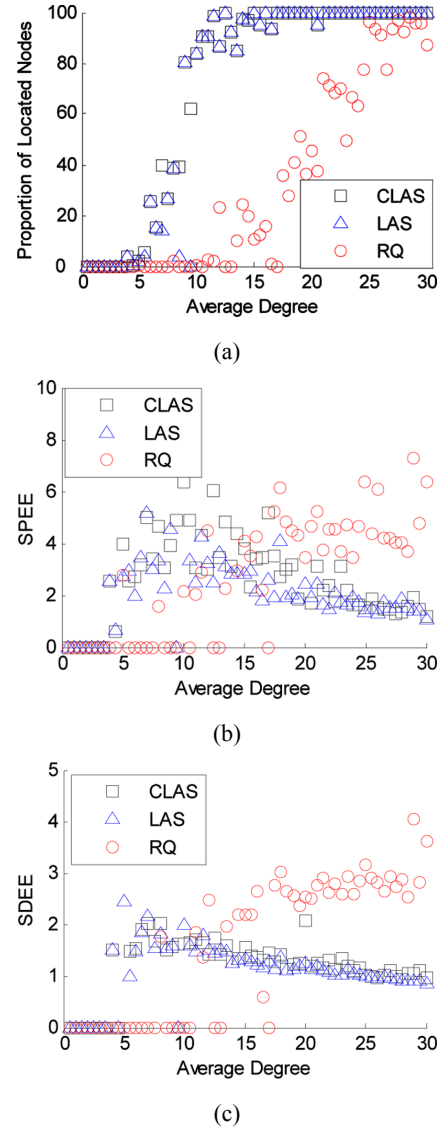 100
80
60
40
20
0
Proportion of Located Nodes
CLAS
LAS
RQ
0 5 10 15 20 25 30
Average Degree
(a)
10
8
6
4
2
0
SPEE
CLAS
LAS
RQ
0 5 10 15 20 25 30
Average Degree
(b)
5
4
3
2
1
0
SDEE
CLAS
LAS
RQ
0 5 10 15 20 25 30
Average Degree
(c)